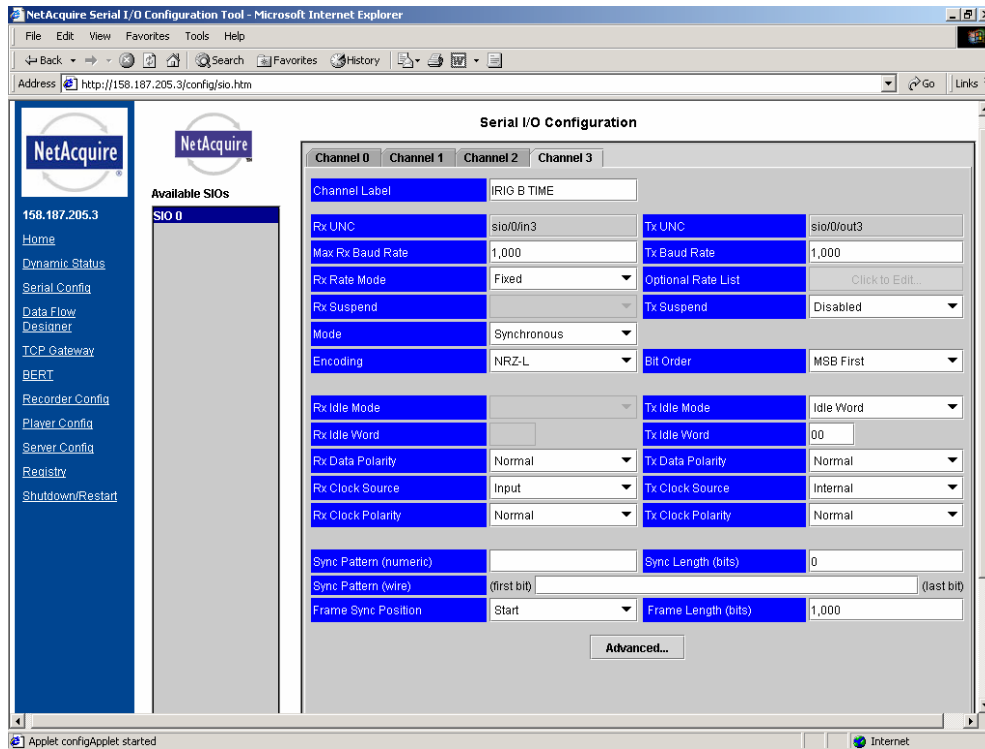 NetAcquire Serial I/O Configuration Tool - Microsoft Internet Explorer
File Edit View Favorites Tools Help
Back Search Favorites History
Address http://158.187.205.3/config/sio.htm Go Links
NetAcquire ®
158.187.205.3
Home
Dynamic Status
Serial Config
Data Flow
Designer
TCP Gateway
BERT
Recorder Config
Player Config
Server Config
Registry
Shutdown/Restart
NetAcquire
Available SIOs
SIO 0
Serial I/O Configuration
Channel 0 Channel 1 Channel 2 Channel 3
Channel Label IRIG B TIME
Rx UNC sio/0/in3 Tx UNC sio/0/out3
Max Rx Baud Rate 1,000 Tx Baud Rate 1,000
Rx Rate Mode Fixed Optional Rate List Click to Edit...
Rx Suspend Tx Suspend Disabled
Mode Synchronous
Encoding NRZ-L Bit Order MSB First
Rx Idle Mode Tx Idle Mode Idle Word
Rx Idle Word Tx Idle Word 00
Rx Data Polarity Normal Tx Data Polarity Normal
Rx Clock Source Input Tx Clock Source Internal
Rx Clock Polarity Normal Tx Clock Polarity Normal
Sync Pattern (numeric) Sync Length (bits) 0
Sync Pattern (wire) (first bit) (last bit)
Frame Sync Position Start Frame Length (bits) 1,000
Advanced...
Applet configApplet started Internet